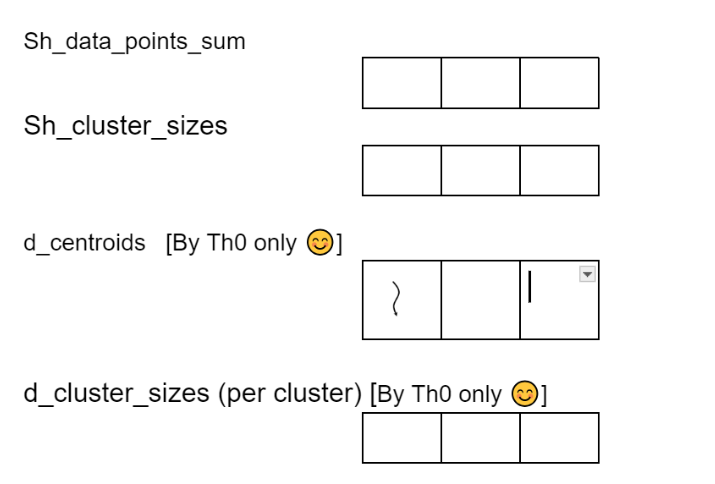 Sh_data_points_sum
Sh_cluster_sizes
d_centroids [By Th0 only 😊]
d_cluster_sizes (per cluster) [By Th0 only 😊]